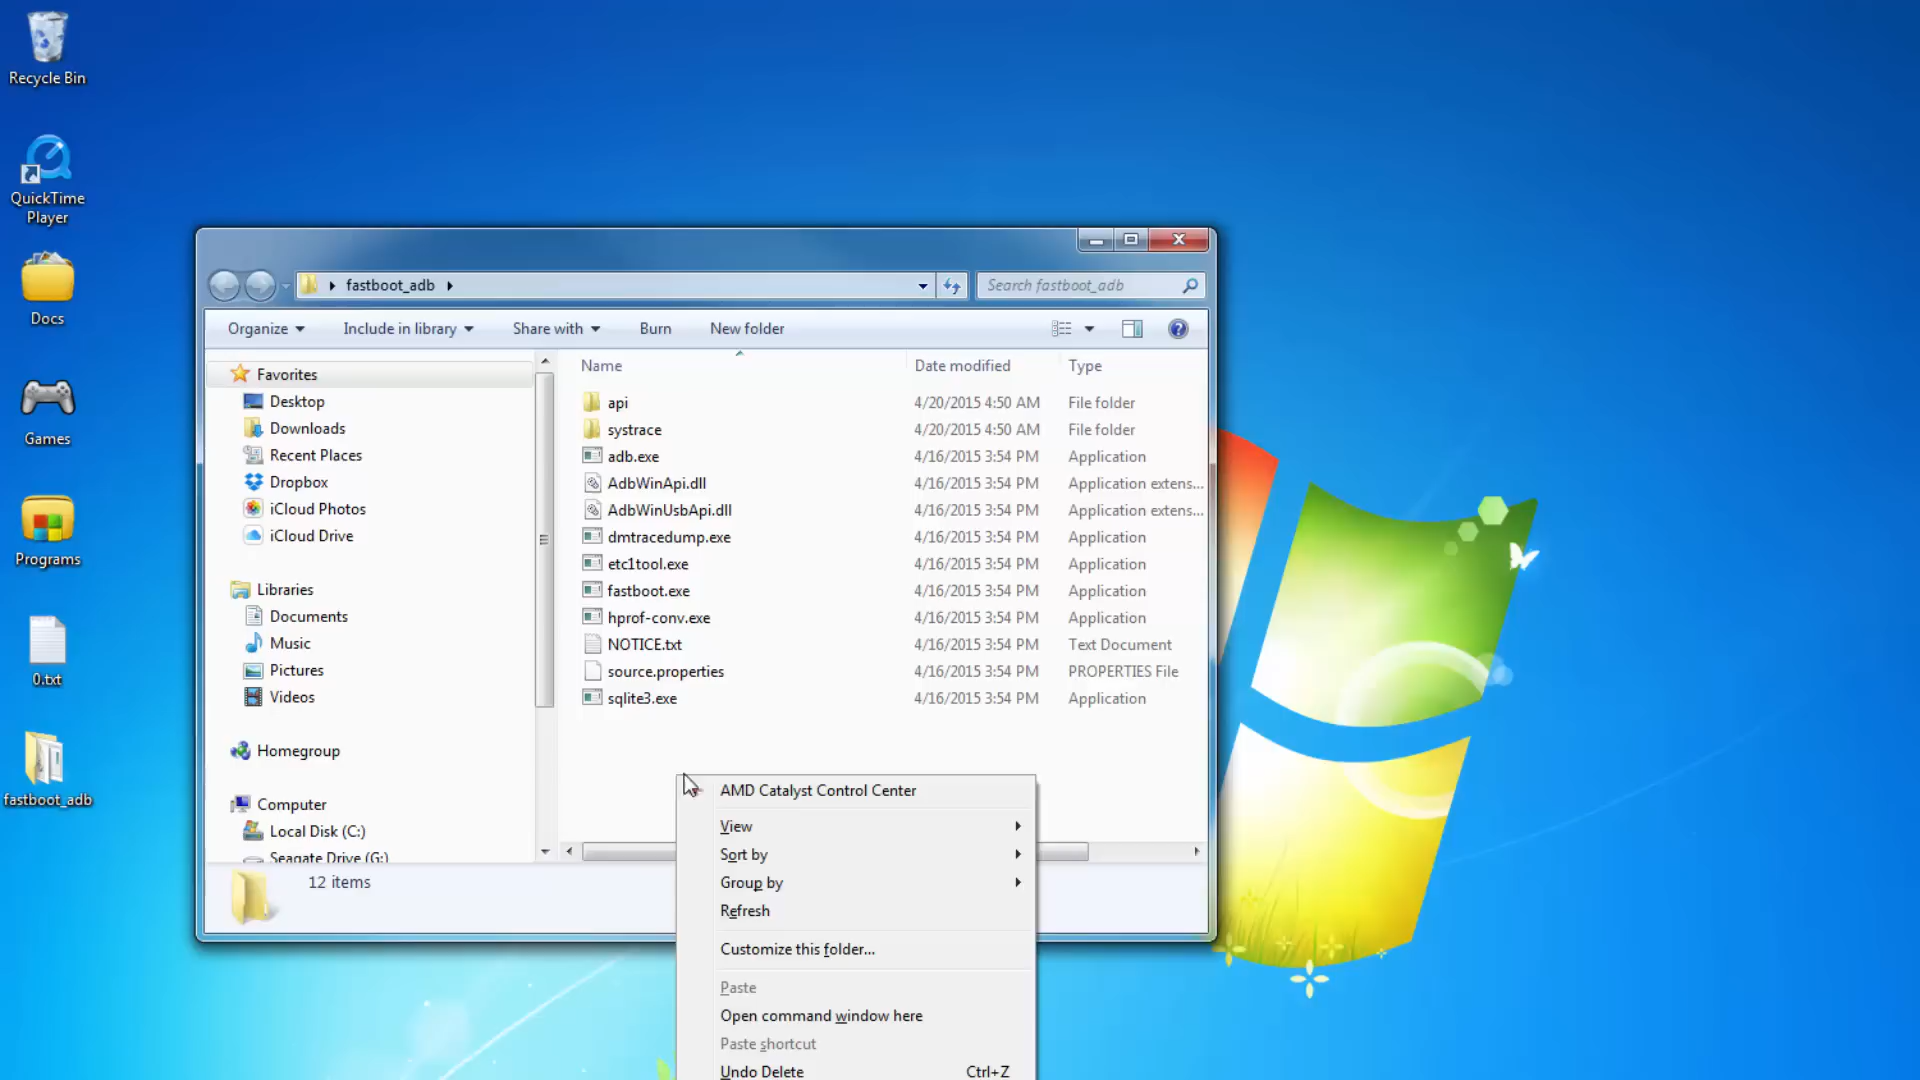 Recycle Bin
QuickTime
Player
Docs
Games
Programs
0.txt
fastboot_adb
fastboot_adb
Search fastboot_adb
Organize
Include in library
Share with
Burn
New folder
Name
Date modified
Type
Favorites
Desktop
Downloads
Recent Places
Dropbox
iCloud Photos
iCloud Drive
Libraries
Documents
Music
Pictures
Videos
Homegroup
Computer
Local Disk (C:)
Seagate Drive (G:)
api 4/20/2015 4:50 AM File folder
systrace 4/20/2015 4:50 AM File folder
adb.exe 4/16/2015 3:54 PM Application
AdbWinApi.dll 4/16/2015 3:54 PM Application extens...
AdbWinUsbApi.dll 4/16/2015 3:54 PM Application extens...
dmtracedump.exe 4/16/2015 3:54 PM Application
etc1tool.exe 4/16/2015 3:54 PM Application
fastboot.exe 4/16/2015 3:54 PM Application
hprof-conv.exe 4/16/2015 3:54 PM Application
NOTICE.txt 4/16/2015 3:54 PM Text Document
source.properties 4/16/2015 3:54 PM PROPERTIES File
sqlite3.exe 4/16/2015 3:54 PM Application
12 items
AMD Catalyst Control Center
View
Sort by
Group by
Refresh
Customize this folder...
Paste
Open command window here
Paste shortcut
Undo Delete Ctrl+Z